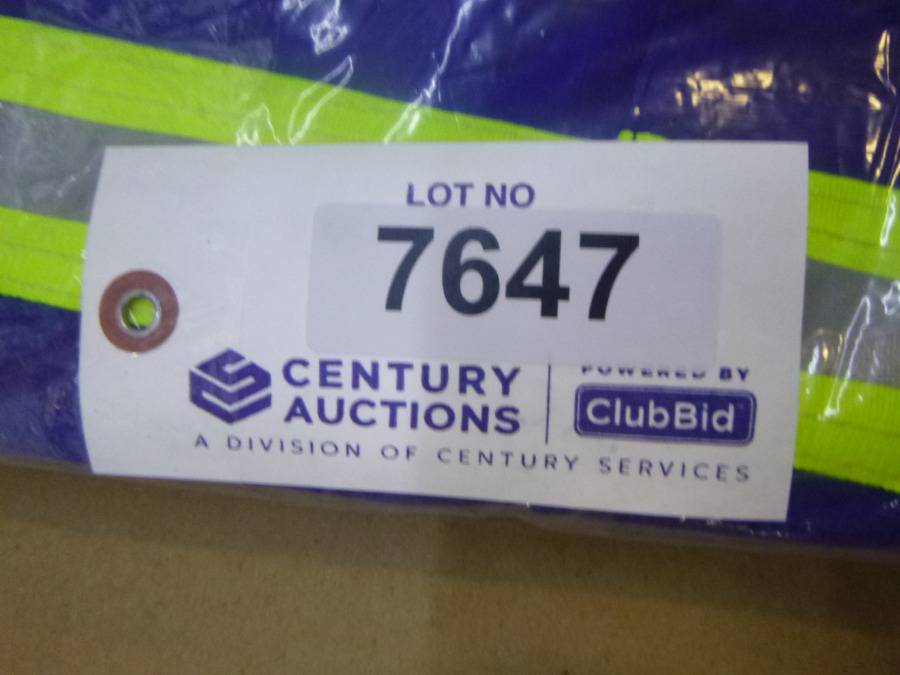 LOT NO
7647
CENTURY
AUCTIONS
POWERED BY
ClubBid
A DIVISION OF CENTURY SERVICES